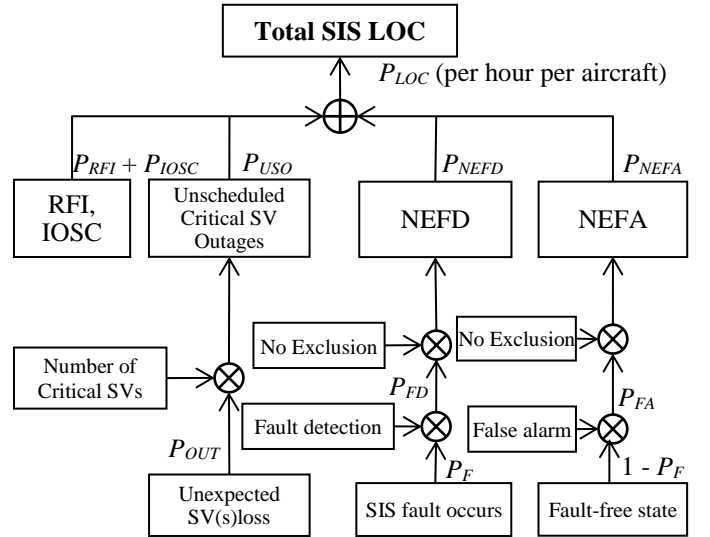 Total SIS LOC
P_LOC (per hour per aircraft)
P_RFI + P_IOSC
P_USO
P_NEFD
P_NEFA
RFI,
IOSC
Unscheduled
Critical SV
Outages
NEFD
NEFA
No Exclusion
No Exclusion
Number of
Critical SVs
P_FD
P_FA
Fault detection
False alarm
P_OUT
P_F
1 - P_F
Unexpected
SV(s)loss
SIS fault occurs
Fault-free state